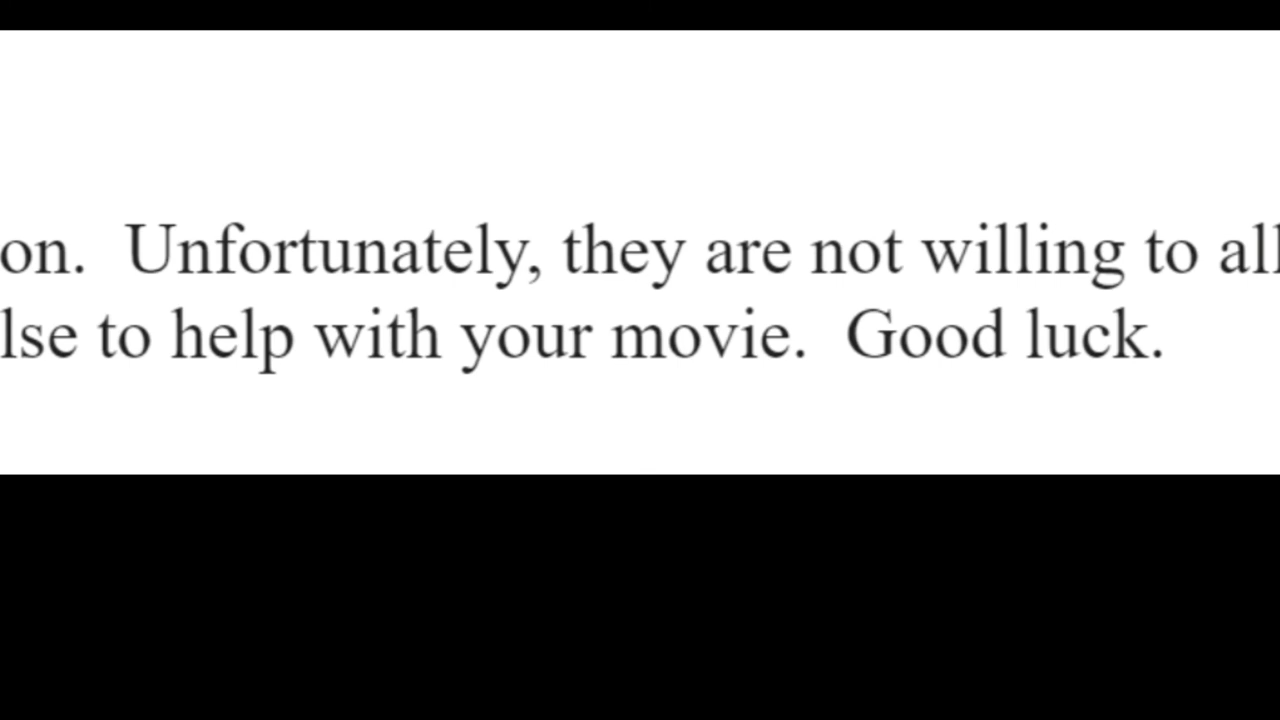 on.  Unfortunately, they are not willing to all
lse to help with your movie.  Good luck.